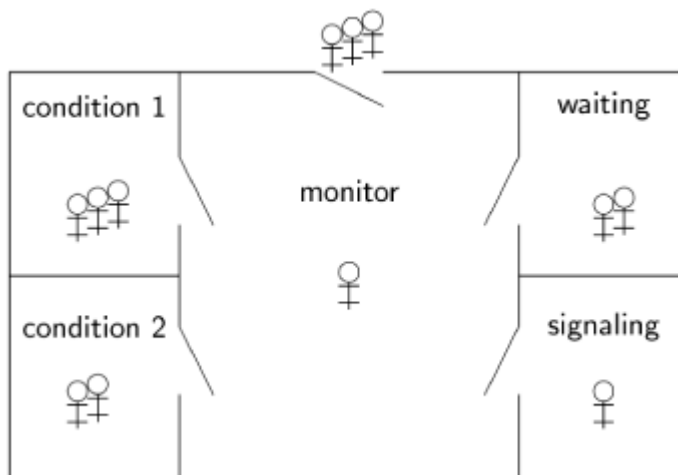 condition 1
waiting
monitor
condition 2
signaling